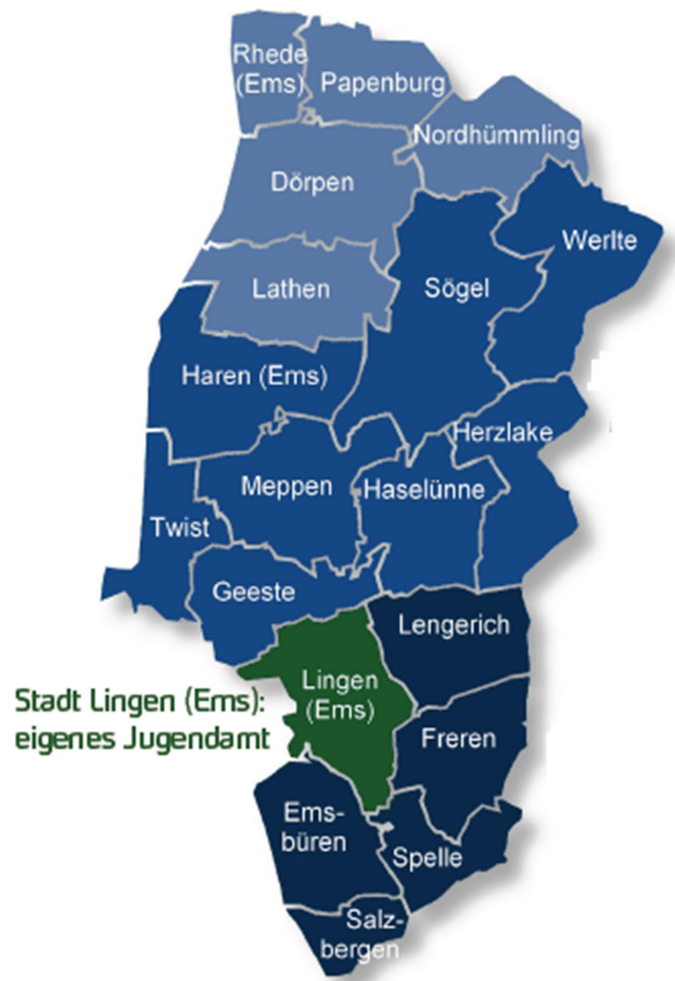 Rhede
(Ems)
Papenburg
Nordhümmling
Dörpen
Werlte
Lathen
Sögel
Haren (Ems)
Herzlake
Meppen
Haselünne
Twist
Geeste
Lengerich
Lingen
(Ems)
Stadt Lingen (Ems):
eigenes Jugendamt
Freren
Ems-
büren
Spelle
Salz-
bergen